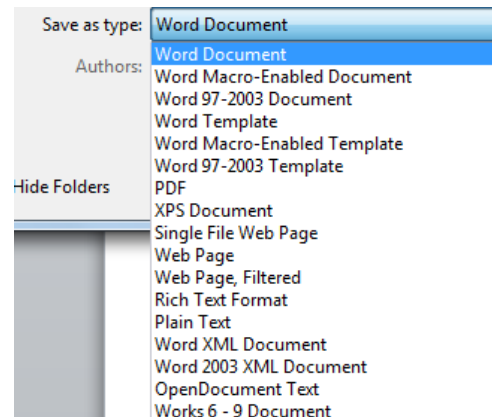 Save as type: Word Document
Authors:
Word Document
Word Macro-Enabled Document
Word 97-2003 Document
Word Template
Word Macro-Enabled Template
Word 97-2003 Template
Hide Folders
PDF
XPS Document
Single File Web Page
Web Page
Web Page, Filtered
Rich Text Format
Plain Text
Word XML Document
Word 2003 XML Document
OpenDocument Text
Works 6 - 9 Document